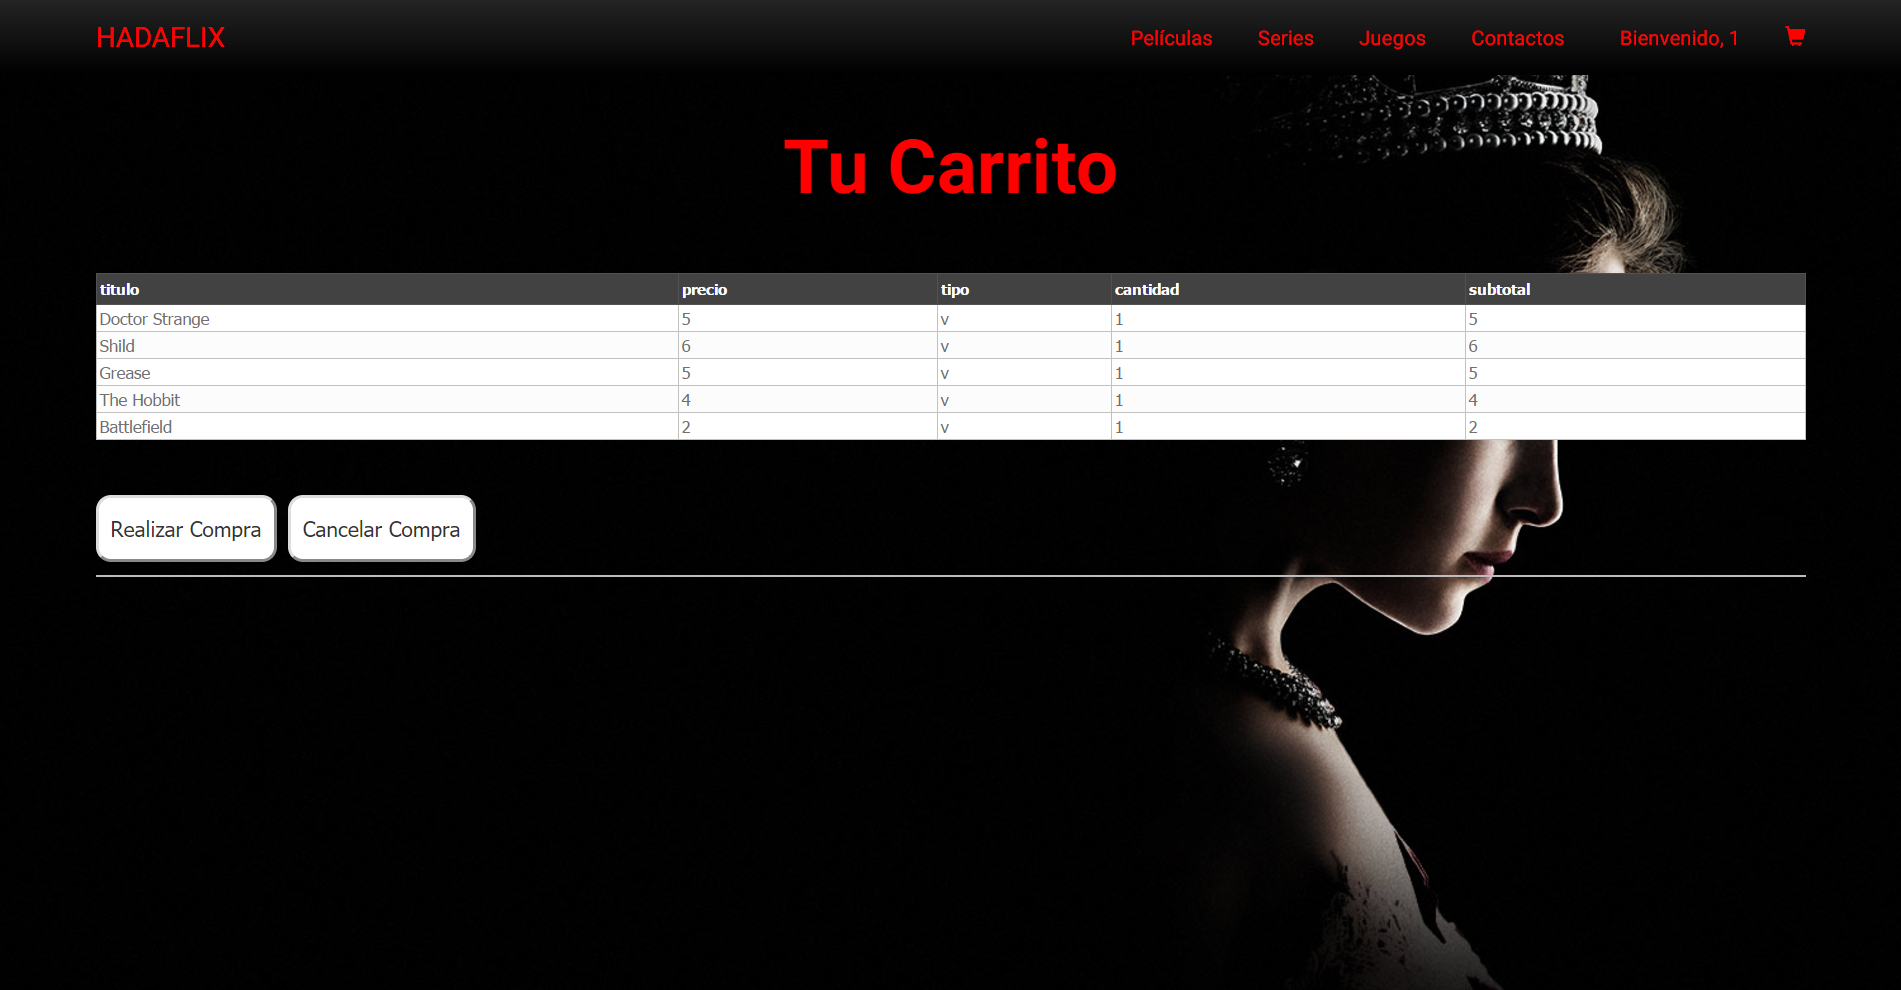 HADAFLIX Películas Series Juegos Contactos Bienvenido, 1
Tu Carrito
titulo precio tipo cantidad subtotal
Doctor Strange 5 v 1 5
Shild 6 v 1 6
Grease 5 v 1 5
The Hobbit 4 v 1 4
Battlefield 2 v 1 2
Realizar Compra Cancelar Compra